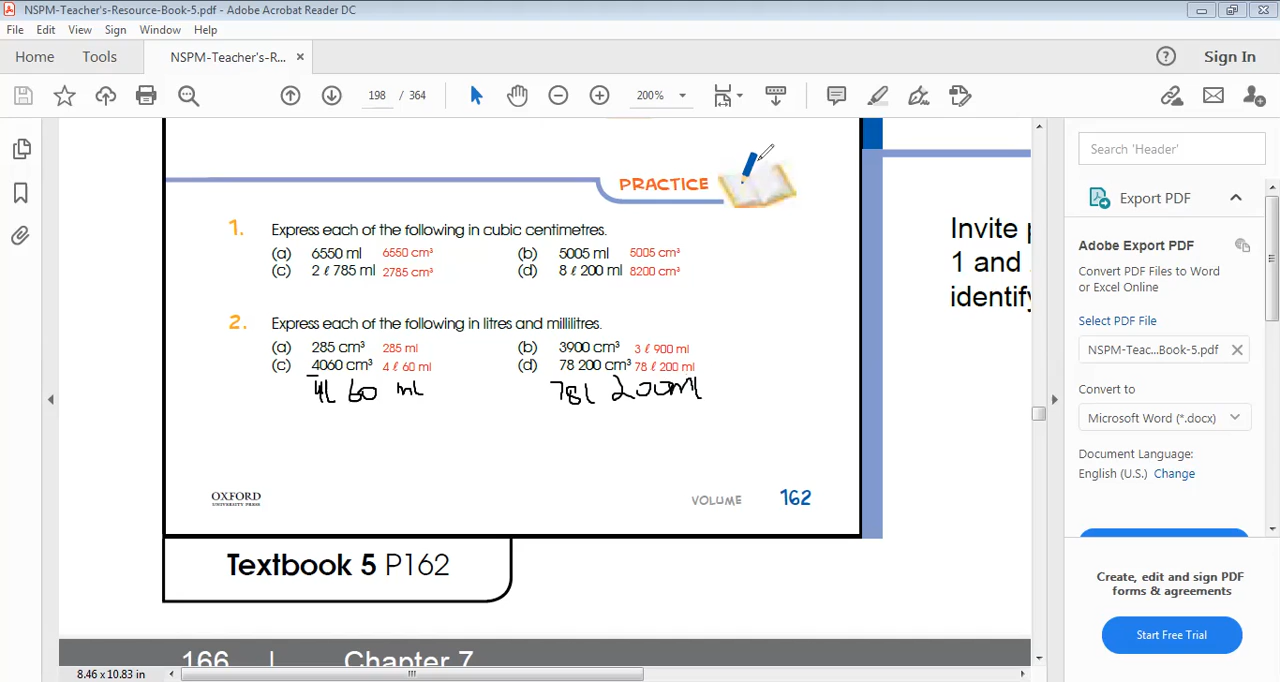 NSPM-Teacher's-Resource-Book-5.pdf - Adobe Acrobat Reader DC
File Edit View Sign Window Help
Home Tools NSPM-Teacher's-R... × Sign In
198 / 364 200%
PRACTICE
1. Express each of the following in cubic centimetres.
(a) 6550 ml 6550 cm³ (b) 5005 ml 5005 cm³
(c) 2 ℓ 785 ml 2785 cm³ (d) 8 ℓ 200 ml 8200 cm³
2. Express each of the following in litres and millilitres.
(a) 285 cm³ 285 ml (b) 3900 cm³ 3 ℓ 900 ml
(c) 4060 cm³ 4 ℓ 60 ml (d) 78 200 cm³ 78 ℓ 200 ml
4L 60 ml 78L 200ml
OXFORD
UNIVERSITY PRESS
VOLUME 162
Textbook 5 P162
166 | Chapter 7
Invite
1 and
identify
8.46 x 10.83 in
Search 'Header'
Export PDF
Adobe Export PDF
Convert PDF Files to Word
or Excel Online
Select PDF File
NSPM-Teac...Book-5.pdf
Convert to
Microsoft Word (*.docx)
Document Language:
English (U.S.) Change
Create, edit and sign PDF
forms & agreements
Start Free Trial